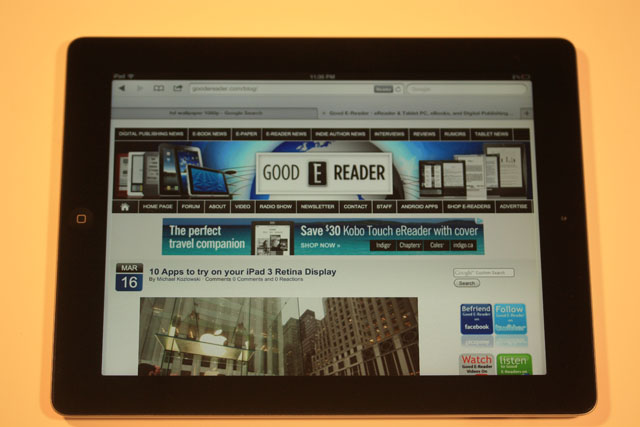 iPad
11:35 PM
goodereader.com/blog/
Reader
Google
hd wallpaper 1080p - Google Search
Good E-Reader - eReader & Tablet PC, eBooks, and Digital Publishing...
DIGITAL PUBLISHING NEWS
E-BOOK NEWS
E-PAPER
E-READER NEWS
INDIE AUTHOR NEWS
INTERVIEWS
REVIEWS
RUMORS
TABLET NEWS
GOOD E READER
HOME PAGE
FORUM
ABOUT
VIDEO
RADIO SHOW
NEWSLETTER
CONTACT
STAFF
ANDROID APPS
SHOP E-READERS
ADVERTISE
The perfect
travel companion
Save $30 Kobo Touch eReader with cover
SHOP NOW »
Indigo
Chapters
Coles
indigo.ca
MAR
16
10 Apps to try on your iPad 3 Retina Display
By Michael Kozlowski · Comments 0 Comments and 0 Reactions
Google Custom Search
Search
Befriend
Good E-Reader
on
facebook
Follow
Good E-Reader
on
twitter
Watch
Good E-Reader
Videos On
listen
to Good
E-Readers on